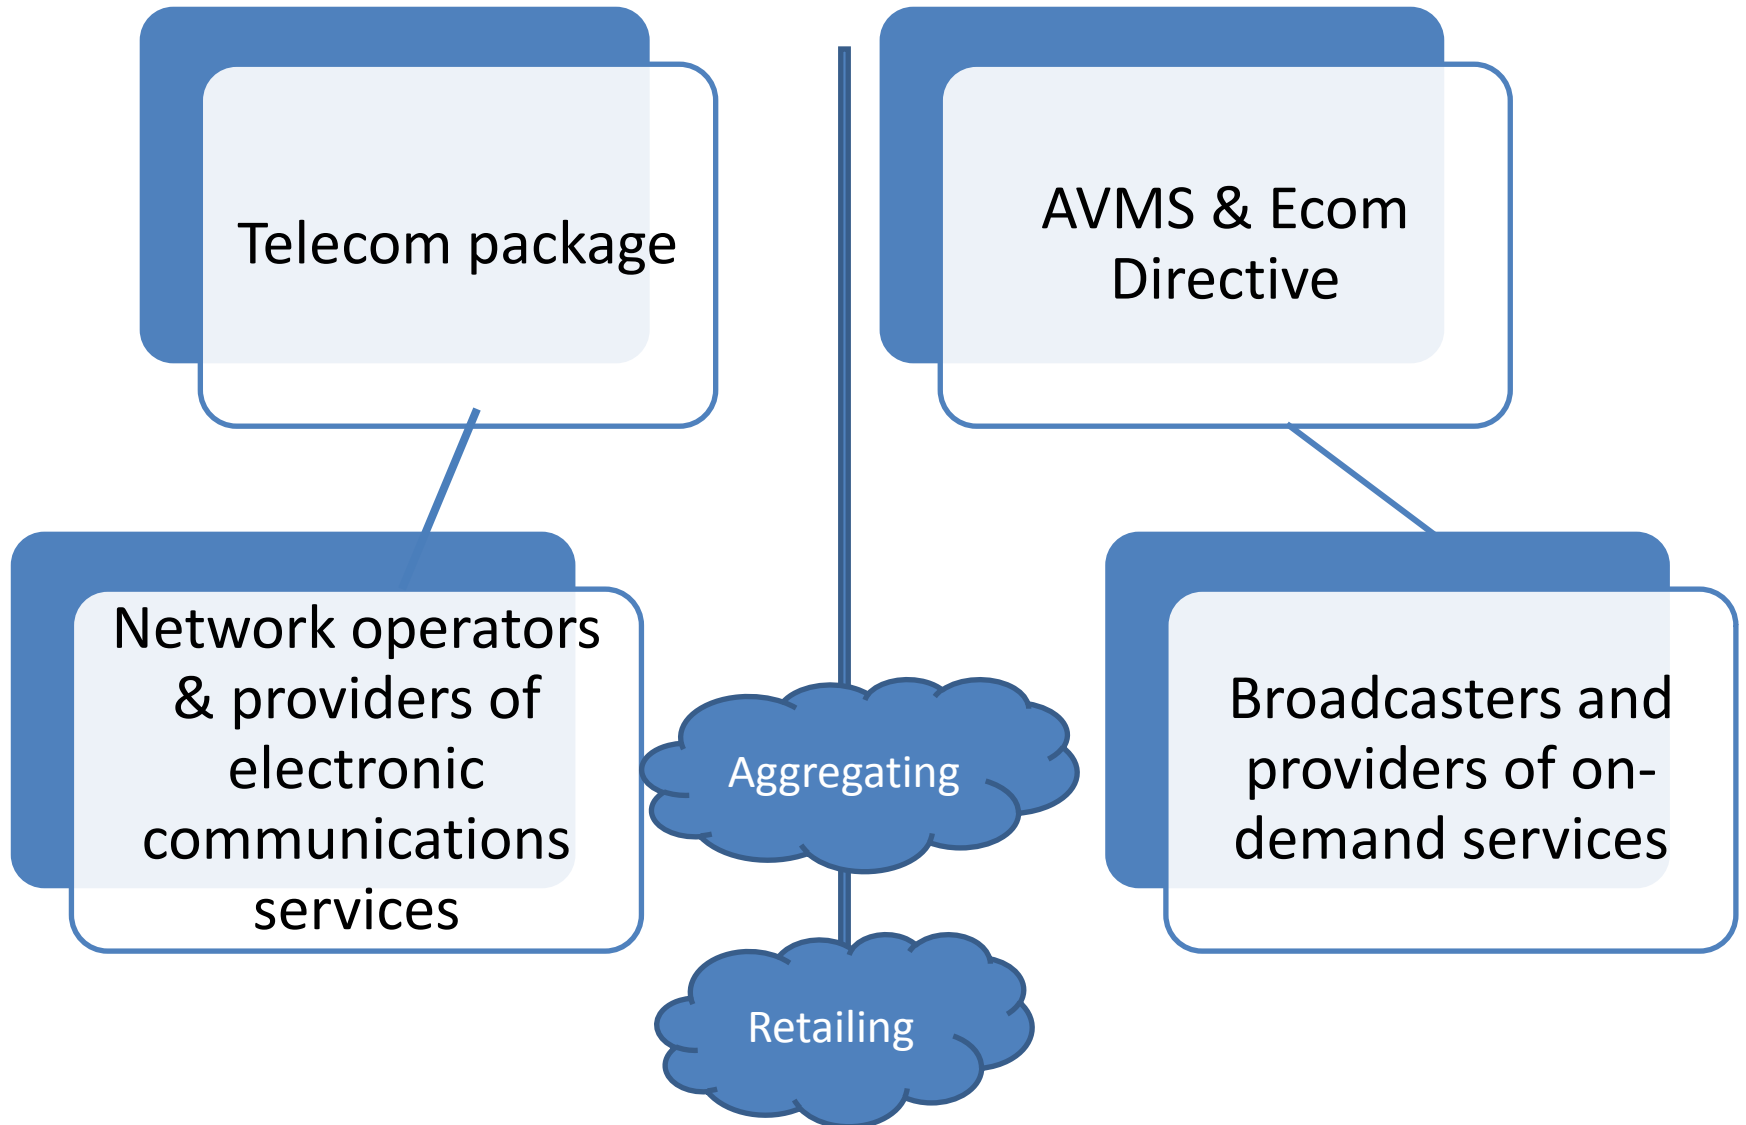 Telecom package
AVMS & Ecom
Directive
Network operators
& providers of
electronic
communications
services
Aggregating
Broadcasters and
providers of on-
demand services
Retailing